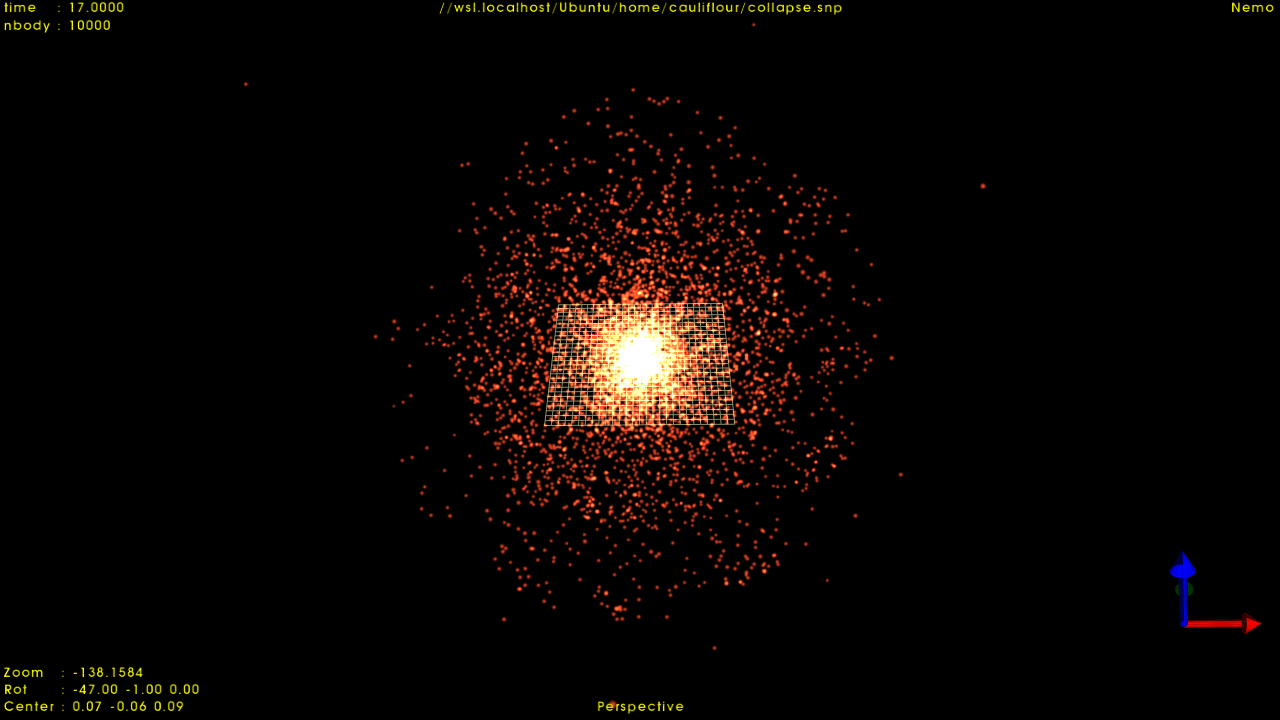 time : 17.0000
//wsl.localhost/Ubuntu/home/cauliflour/collapse.snp
Nemo
nbody : 10000
Zoom : -138.1584
Rot : -47.00 -1.00 0.00
Center : 0.07 -0.06 0.09
Perspective